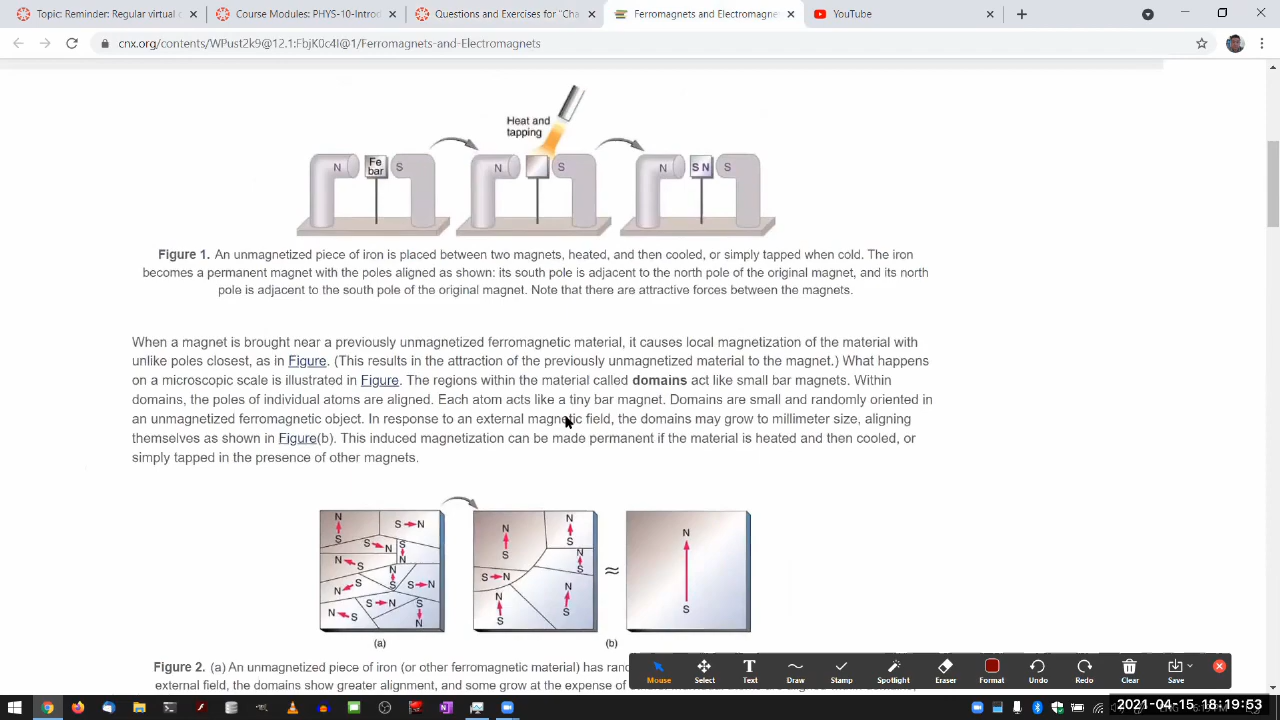 Topic: Reminder: regular virtual c
Course Modules: PHYS-10-Introd
Questions and Exercises for "Cha
Ferromagnets and Electromagnet
YouTube
cnx.org/contents/WPust2k9@12.1:FbjK0c4I@1/Ferromagnets-and-Electromagnets
Heat and
tapping
N Fe bar S
N S
N S N S
Figure 1. An unmagnetized piece of iron is placed between two magnets, heated, and then cooled, or simply tapped when cold. The iron
becomes a permanent magnet with the poles aligned as shown: its south pole is adjacent to the north pole of the original magnet, and its north
pole is adjacent to the south pole of the original magnet. Note that there are attractive forces between the magnets.
When a magnet is brought near a previously unmagnetized ferromagnetic material, it causes local magnetization of the material with
unlike poles closest, as in Figure. (This results in the attraction of the previously unmagnetized material to the magnet.) What happens
on a microscopic scale is illustrated in Figure. The regions within the material called domains act like small bar magnets. Within
domains, the poles of individual atoms are aligned. Each atom acts like a tiny bar magnet. Domains are small and randomly oriented in
an unmagnetized ferromagnetic object. In response to an external magnetic field, the domains may grow to millimeter size, aligning
themselves as shown in Figure(b). This induced magnetization can be made permanent if the material is heated and then cooled, or
simply tapped in the presence of other magnets.
N S S N S N S N N S N S N S S N S N N S S N
N S N S N S S N N S N S
≈
N
S
(a)
(b)
Figure 2. (a) An unmagnetized piece of iron (or other ferromagnetic material) has ran
external field, the domains show greater alignment, and some grow at the expense of
Mouse Select Text Draw Stamp Spotlight Eraser Format Undo Redo Clear Save
2021-04-15 18:19:53